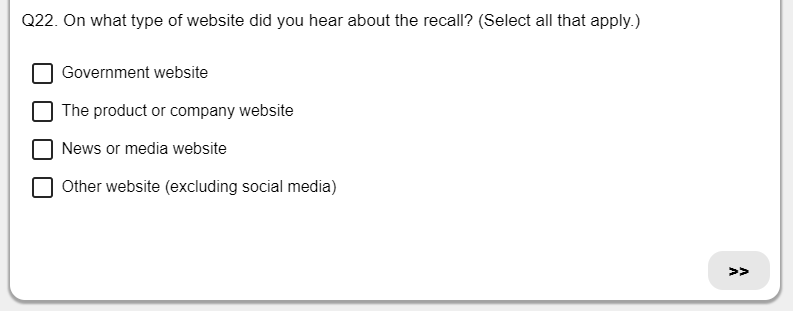 Q22. On what type of website did you hear about the recall? (Select all that apply.)
Government website
The product or company website
News or media website
Other website (excluding social media)
>>